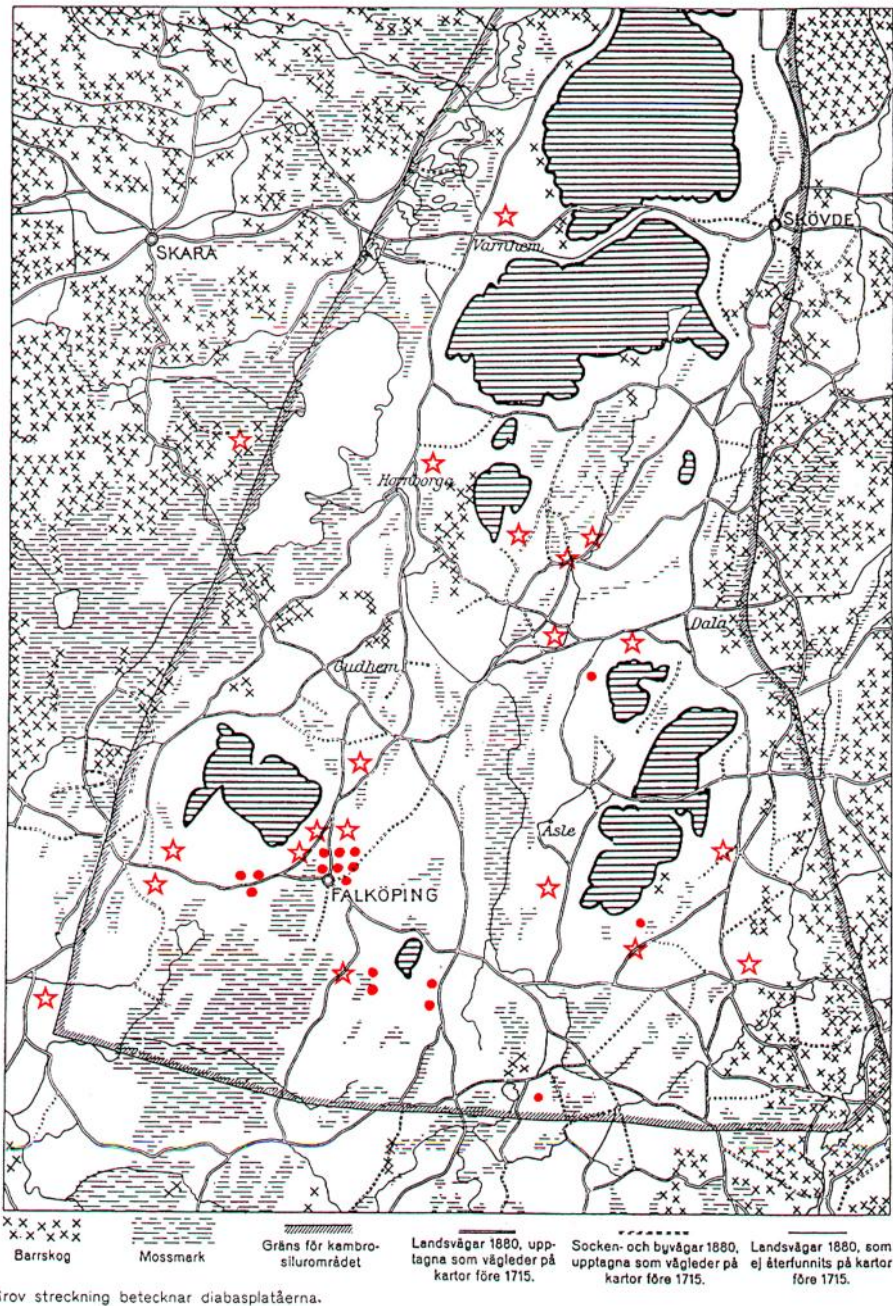 SKÖVDE
Varnhem
SKARA
Hornborga
Dala
Gudhem
Åsle
FALKÖPING
Barrskog
Mossmark
Gräns för kambro-
silurområdet
Landsvägar 1880, upp-
tagna som vägleder på
kartor före 1715.
Socken- och byvägar 1880,
upptagna som vägleder på
kartor före 1715.
Landsvägar 1880, som
ej återfunnits på kartor
före 1715.
rov streckning betecknar diabasplatåerna.